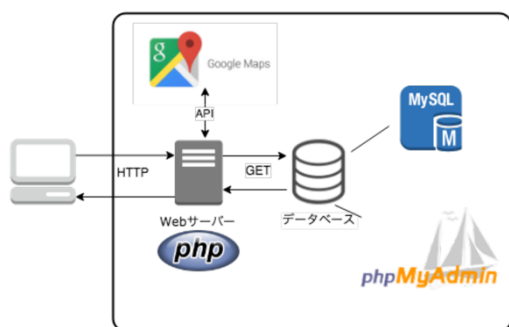 g
Google Maps
API
MySQL
M
HTTP
GET
Webサーバー
データベース
php
phpMyAdmin